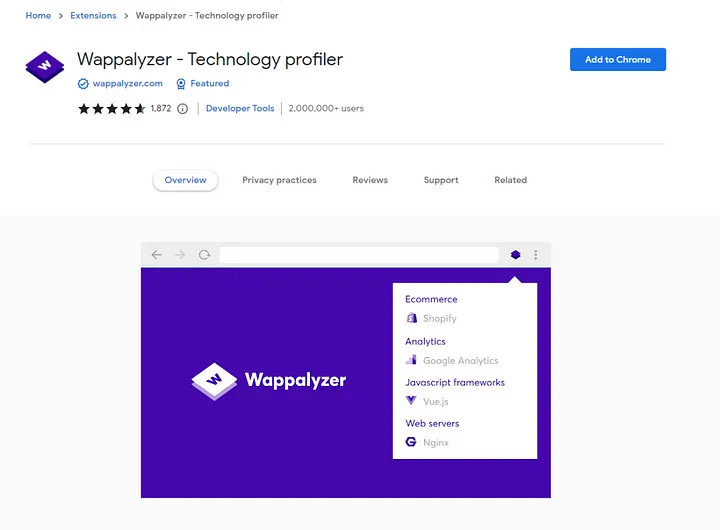 Home > Extensions > Wappalyzer - Technology profiler
W
Wappalyzer - Technology profiler
Add to Chrome
wappalyzer.com Featured
1,872 Developer Tools 2,000,000+ users
Overview Privacy practices Reviews Support Related
Ecommerce
Shopify
Analytics
Google Analytics
W Wappalyzer
Javascript frameworks
Vue.js
Web servers
Nginx